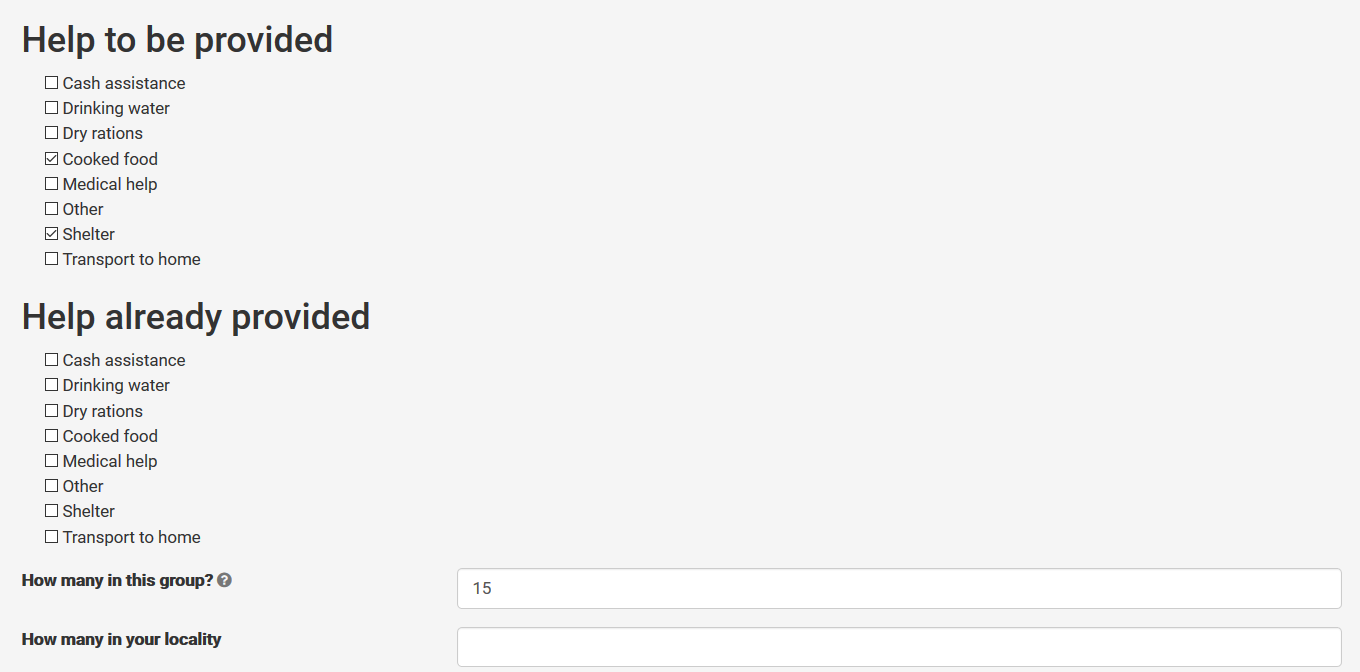 Help to be provided
Cash assistance
Drinking water
Dry rations
Cooked food
Medical help
Other
Shelter
Transport to home
Help already provided
Cash assistance
Drinking water
Dry rations
Cooked food
Medical help
Other
Shelter
Transport to home
How many in this group? ?
15
How many in your locality